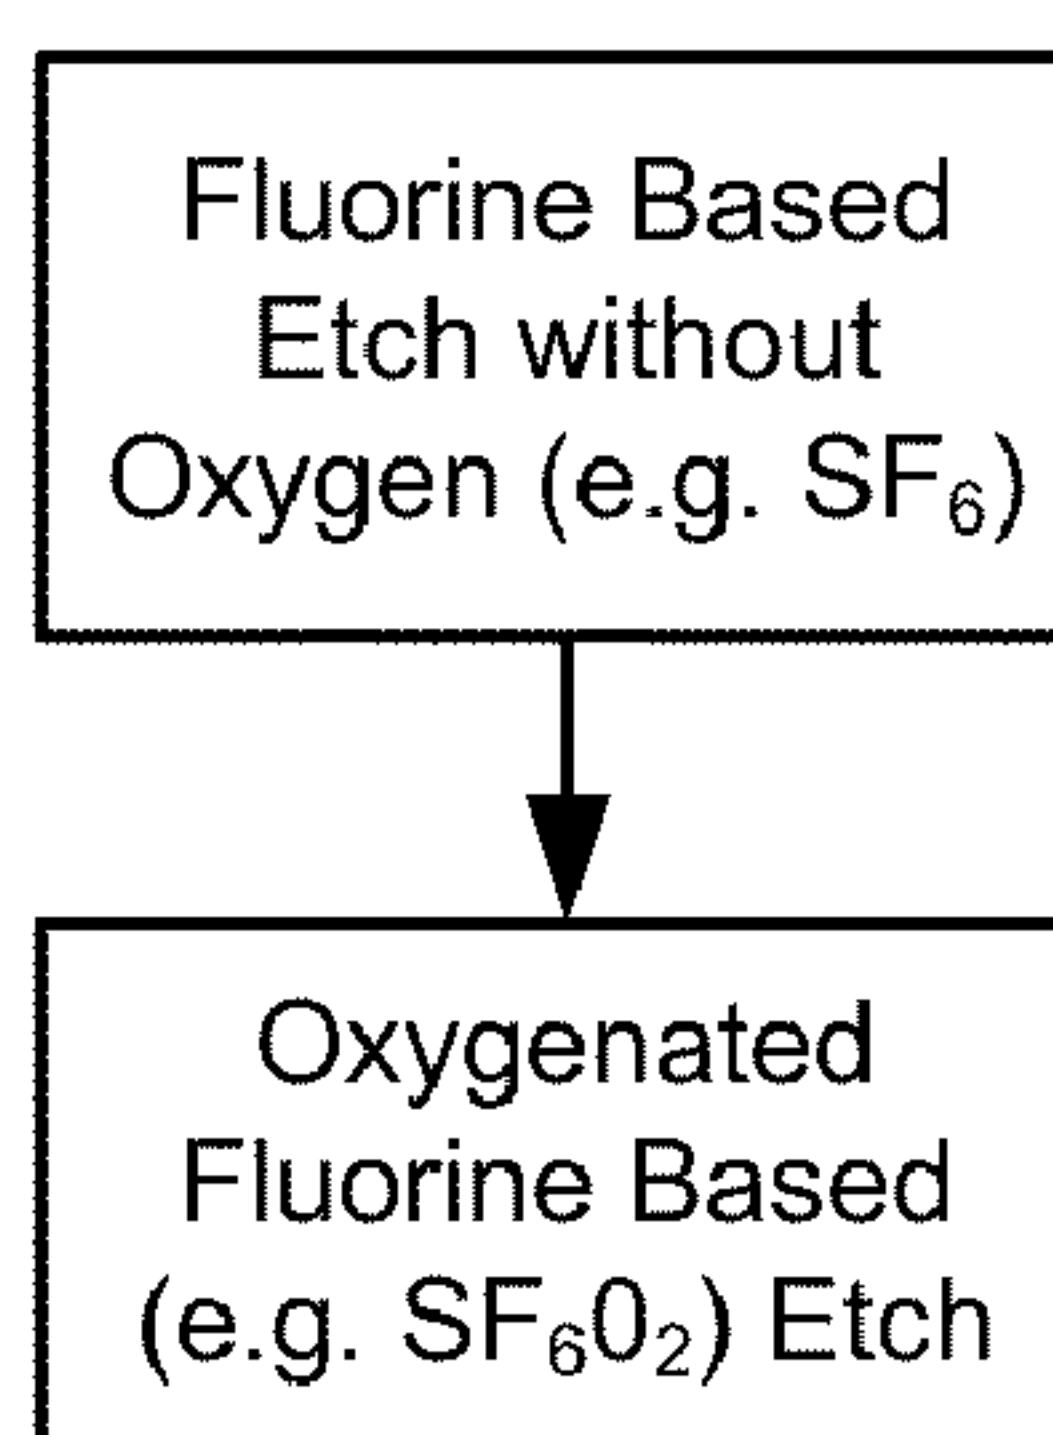 Fluorine Based
Etch without
Oxygen (e.g. SF₆)
Oxygenated
Fluorine Based
(e.g. SF₆0₂) Etch